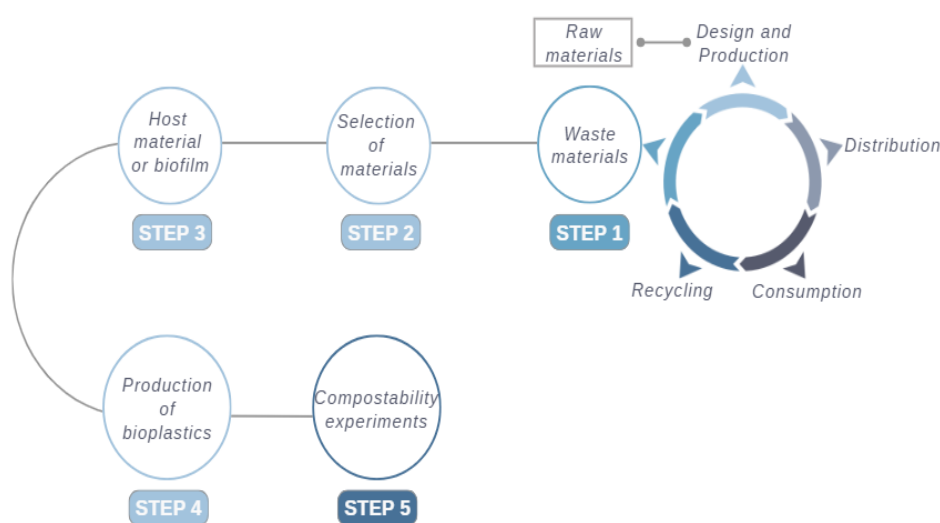 Raw
materials
Design and
Production
Host
material
or biofilm
Selection
of
materials
Waste
materials
Distribution
STEP 3
STEP 2
STEP 1
Recycling
Consumption
Production
of
bioplastics
Compostability
experiments
STEP 4
STEP 5